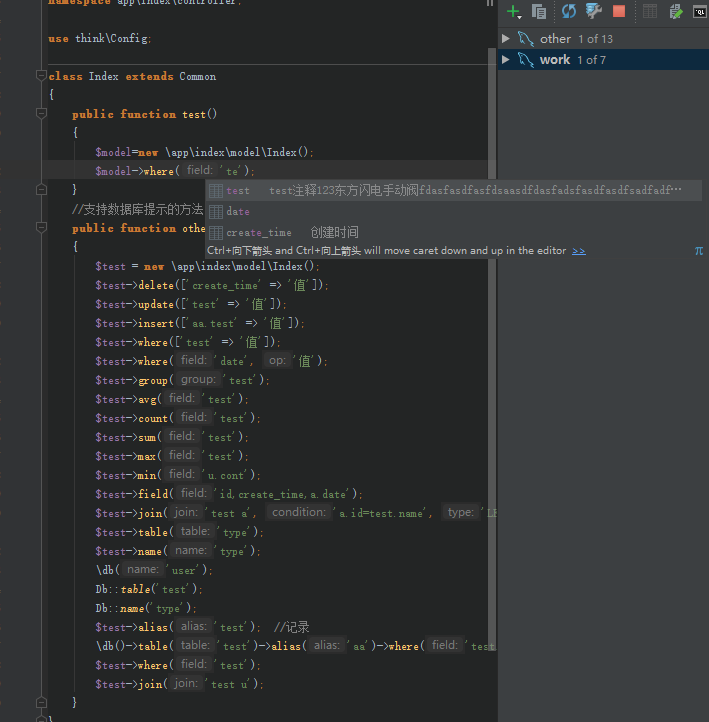 namespace app\index\controller;
use think\Config;
class Index extends Common
{
public function test()
{
$model=new \app\index\model\Index();
$model->where( field: 'te');
}
test test注释123东方闪电手动阀fdasfasdfasfdsaasdfdasfadsfasdfasdfsadfadf…
date
create_time 创建时间
Ctrl+向下箭头 and Ctrl+向上箭头 will move caret down and up in the editor >> π
//支持数据库提示的方法
public function othe
{
$test = new \app\index\model\Index();
$test->delete(['create_time' => '值']);
$test->update(['test' => '值']);
$test->insert(['aa.test' => '值']);
$test->where(['test' => '值']);
$test->where( field: 'date', op: '值');
$test->group( group: 'test');
$test->avg( field: 'test');
$test->count( field: 'test');
$test->sum( field: 'test');
$test->max( field: 'test');
$test->min( field: 'u.cont');
$test->field( field: 'id,create_time,a.date');
$test->join( join: 'test a', condition: 'a.id=test.name', type: 'LE
$test->table( table: 'type');
$test->name( name: 'type');
\db( name: 'user');
Db::table('test');
Db::name('type');
$test->alias( alias: 'test'); //记录
\db()->table( table: 'test')->alias( alias: 'aa')->where( field: 'test
$test->where( field: 'test');
$test->join( join: 'test u');
}
}
other 1 of 13
work 1 of 7